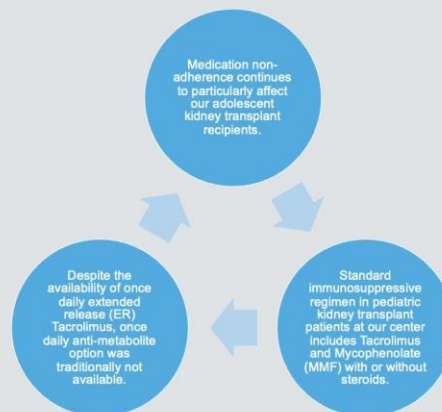 Medication non-
adherence continues
to particularly affect
our adolescent
kidney transplant
recipients.
Standard
immunosuppressive
regimen in pediatric
kidney transplant
patients at our center
includes Tacrolimus
and Mycophenolate
(MMF) with or without
steroids.
Despite the
availability of once
daily extended
release (ER)
Tacrolimus, once
daily anti-metabolite
option was
traditionally not
available.